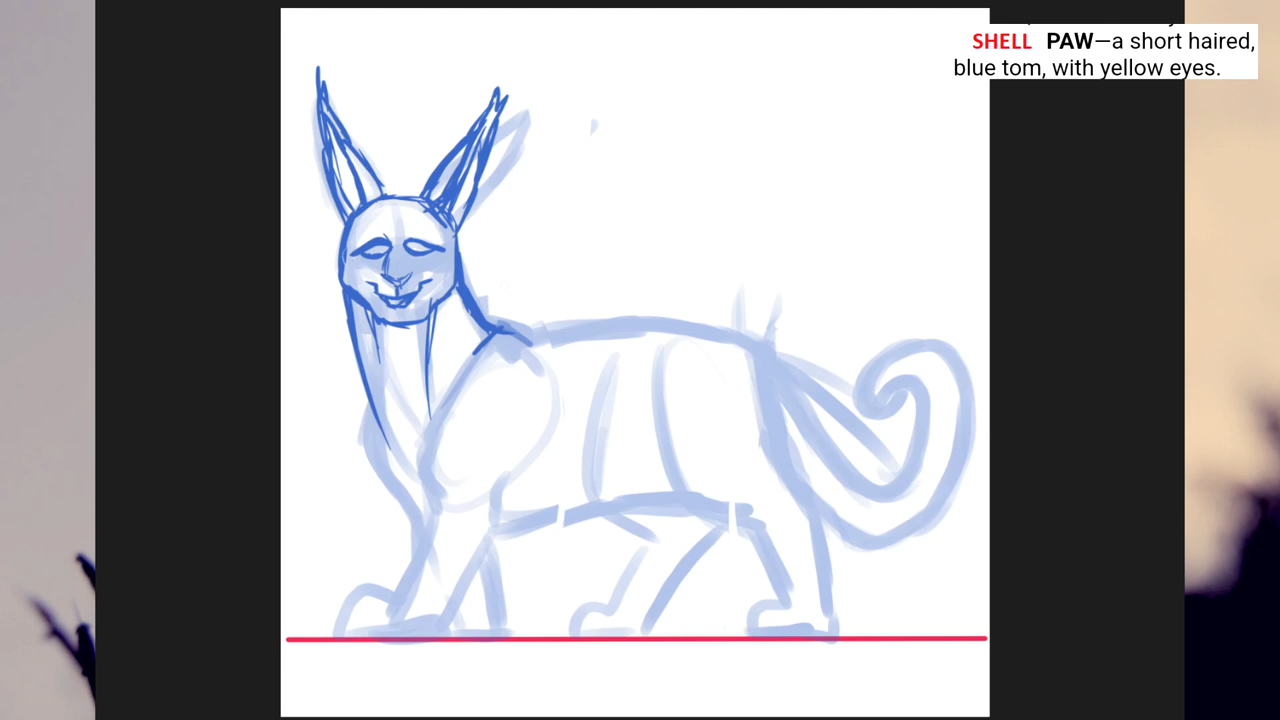 SHELL PAW—a short haired,
blue tom, with yellow eyes.